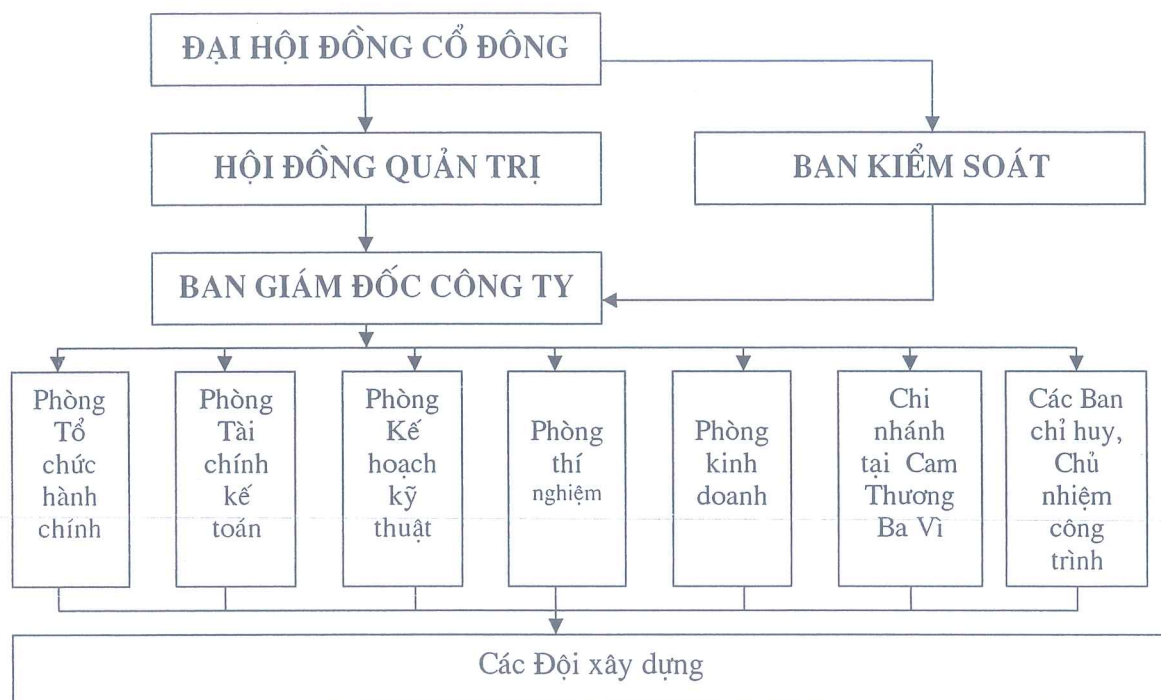 ĐẠI HỘI ĐỒNG CỔ ĐÔNG
HỘI ĐỒNG QUẢN TRỊ
BAN KIỂM SOÁT
BAN GIÁM ĐỐC CÔNG TY
Phòng
Tổ
chức
hành
chính
Phòng
Tài
chính
kế
toán
Phòng
Kế
hoạch
kỹ
thuật
Phòng
thí
nghiệm
Phòng
kinh
doanh
Chi
nhánh
tại Cam
Thương
Ba Vì
Các Ban
chỉ huy,
Chủ
nhiệm
công
trình
Các Đội xây dựng